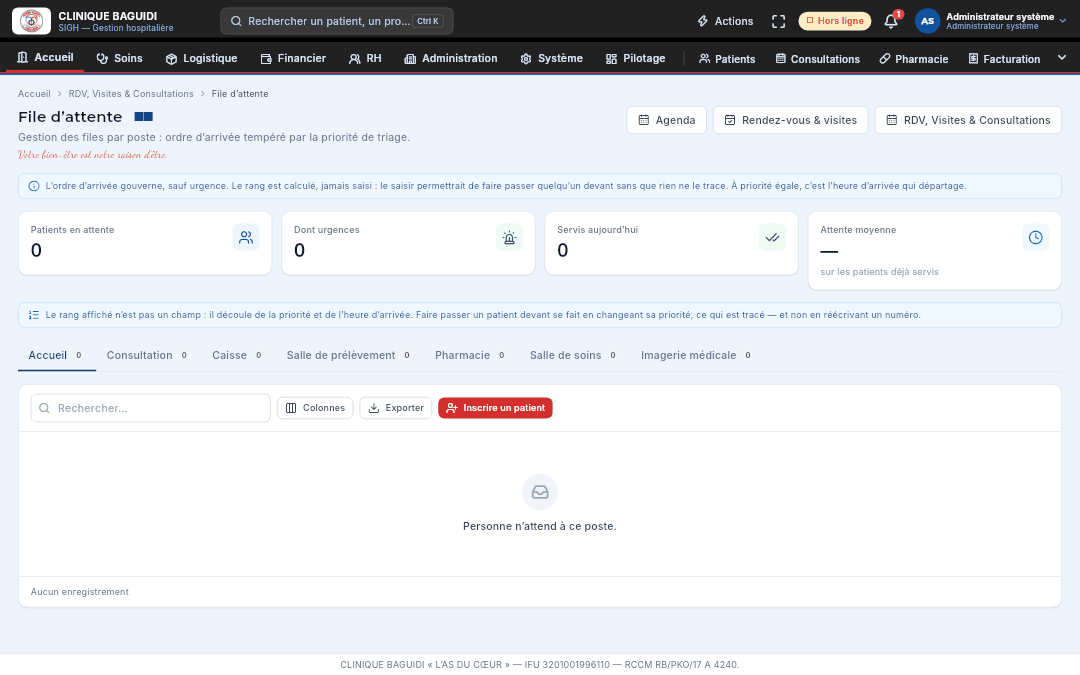 CLINIQUE BAGUIDI
SIGH — Gestion hospitalière
Rechercher un patient, un pro... Ctrl K
Actions
Hors ligne
1
AS
Administrateur système
Administrateur système
Accueil Soins Logistique Financier RH Administration Système Pilotage Patients Consultations Pharmacie Facturation
Accueil > RDV, Visites & Consultations > File d'attente
File d'attente
Gestion des files par poste : ordre d'arrivée tempéré par la priorité de triage.
Votre bien-être est notre raison d'être.
Agenda
Rendez-vous & visites
RDV, Visites & Consultations
L'ordre d'arrivée gouverne, sauf urgence. Le rang est calculé, jamais saisi : le saisir permettrait de faire passer quelqu'un devant sans que rien ne le trace. À priorité égale, c'est l'heure d'arrivée qui départage.
Patients en attente
0
Dont urgences
0
Servis aujourd'hui
0
Attente moyenne
—
sur les patients déjà servis
Le rang affiché n'est pas un champ : il découle de la priorité et de l'heure d'arrivée. Faire passer un patient devant se fait en changeant sa priorité, ce qui est tracé — et non en réécrivant un numéro.
Accueil 0 Consultation 0 Caisse 0 Salle de prélèvement 0 Pharmacie 0 Salle de soins 0 Imagerie médicale 0
Rechercher... Colonnes Exporter Inscrire un patient
Personne n'attend à ce poste.
Aucun enregistrement
CLINIQUE BAGUIDI « L'AS DU CŒUR » — IFU 3201001996110 — RCCM RB/PKO/17 A 4240.